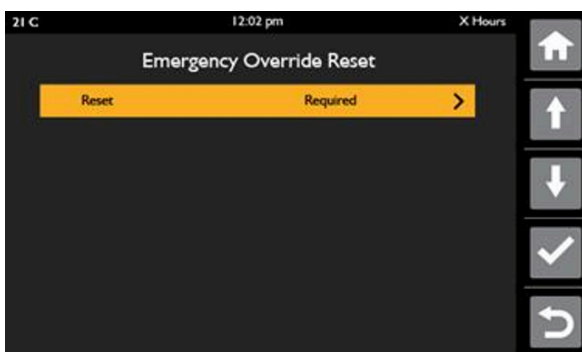 21 C 12:02 pm X Hours
Emergency Override Reset
Reset Required